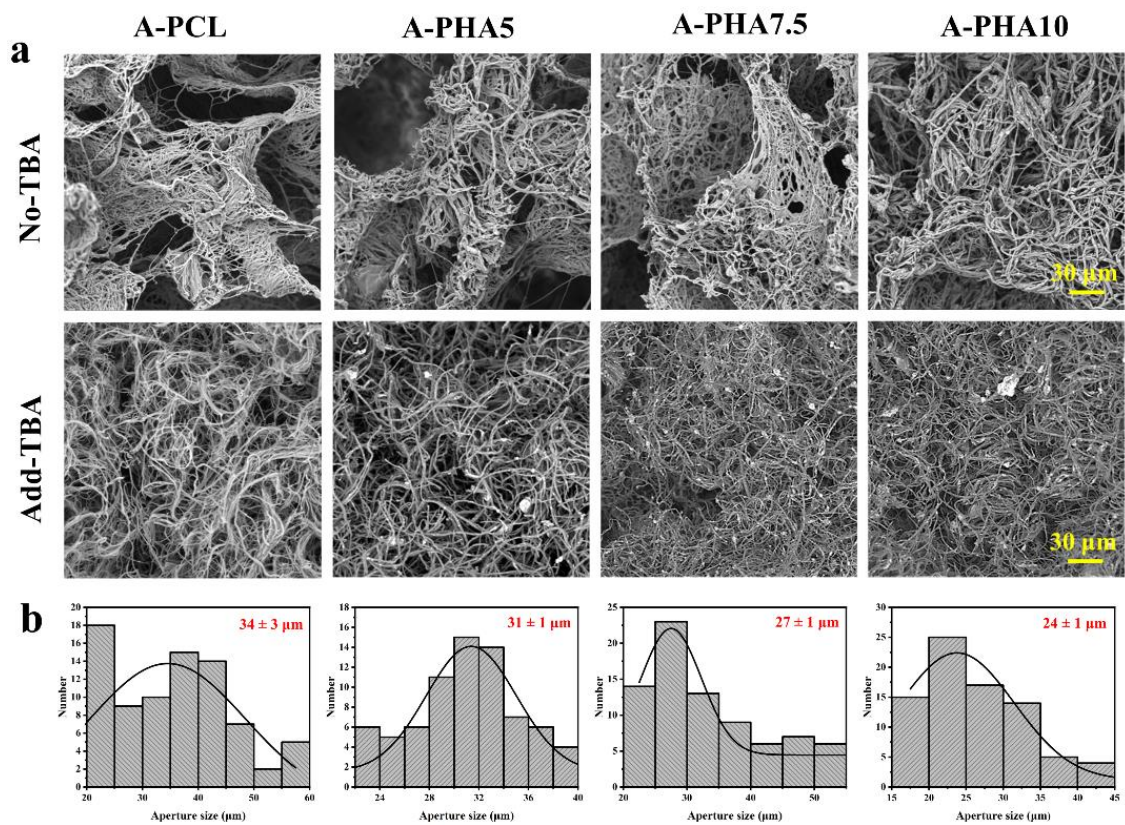 A-PCL A-PHA5 A-PHA7.5 A-PHA10
a
No-TBA
30 μm
Add-TBA
30 μm
b
34 ± 3 μm
Number
18
16
14
12
10
8
6
4
2
0
20 30 40 50 60
Aperture size (μm)
31 ± 1 μm
Number
18
16
14
12
10
8
6
4
2
0
24 28 32 36 40
Aperture size (μm)
27 ± 1 μm
Number
25
20
15
10
5
0
20 30 40 50
Aperture size (μm)
24 ± 1 μm
Number
30
25
20
15
10
5
0
15 20 25 30 35 40 45
Aperture size (μm)